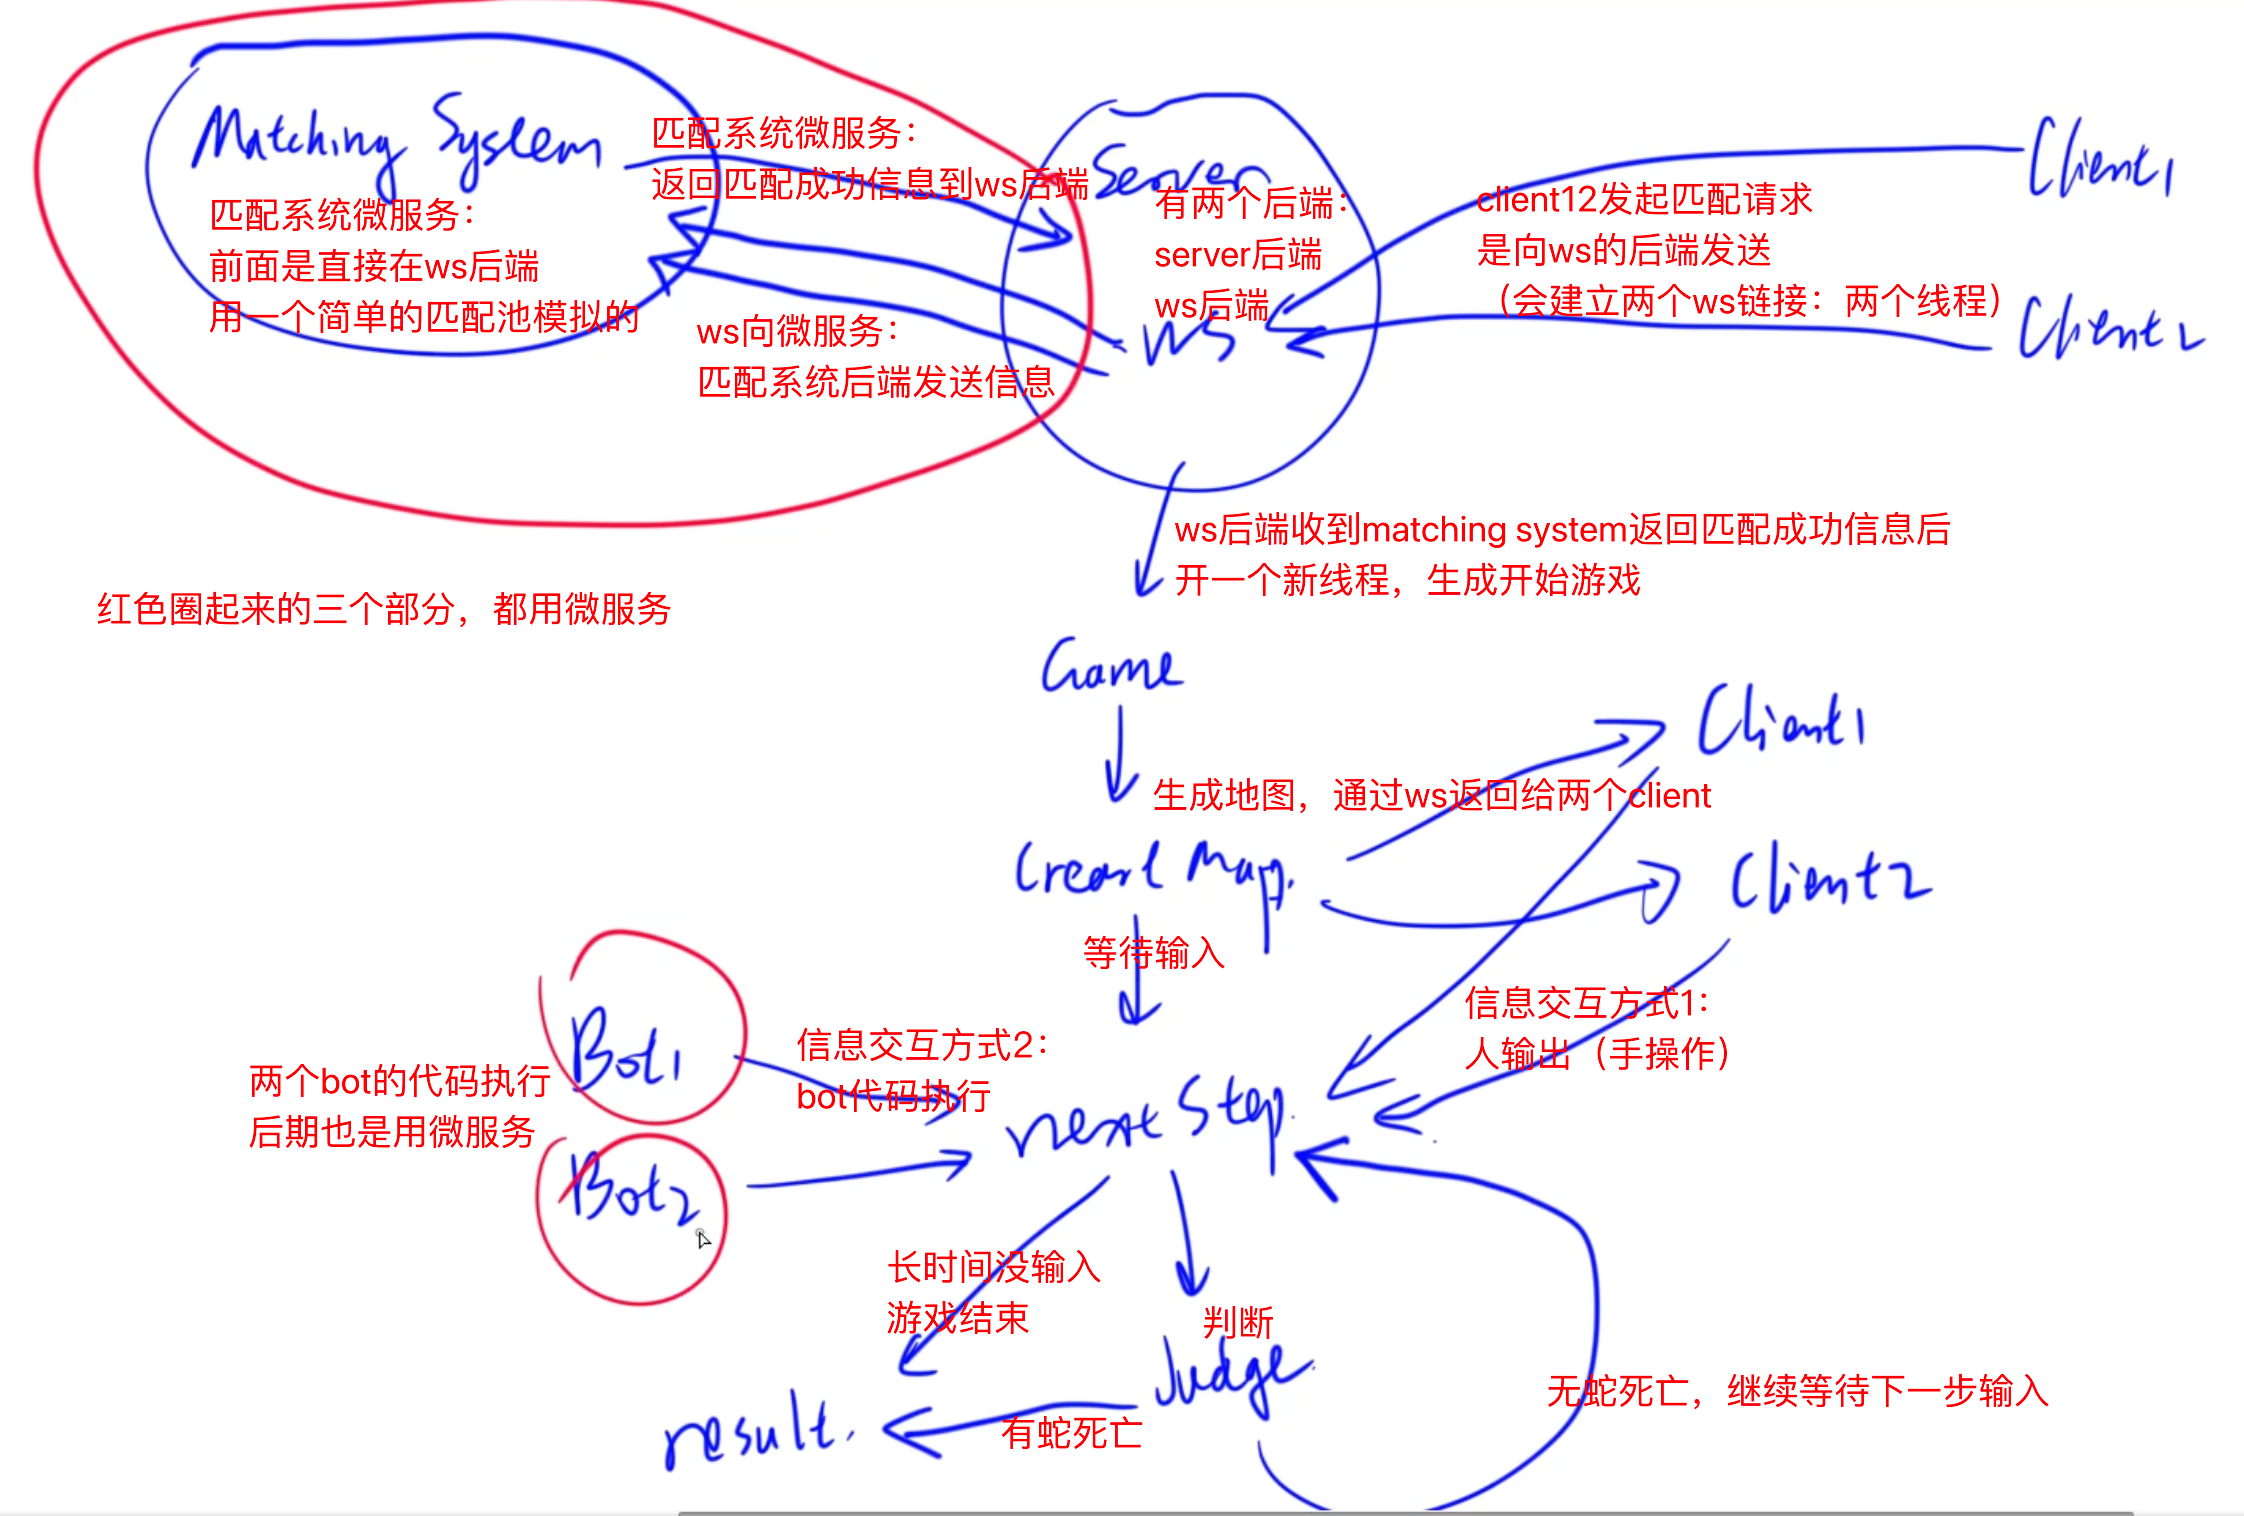 Matching System
匹配系统微服务：
返回匹配成功信息到ws后端
Server
Client1
匹配系统微服务：
前面是直接在ws后端
用一个简单的匹配池模拟的
有两个后端：
server后端
ws后端
client12发起匹配请求
是向ws的后端发送
（会建立两个ws链接：两个线程）
ws
Client2
ws向微服务：
匹配系统后端发送信息
ws后端收到matching system返回匹配成功信息后
开一个新线程，生成开始游戏
红色圈起来的三个部分，都用微服务
Game
Client1
生成地图，通过ws返回给两个client
Creart Map.
Client2
等待输入
信息交互方式1：
人输出（手操作）
Bot1
信息交互方式2：
bot代码执行
两个bot的代码执行
后期也是用微服务
next Step.
Bot2
长时间没输入
游戏结束
判断
Judge.
无蛇死亡，继续等待下一步输入
result.
有蛇死亡